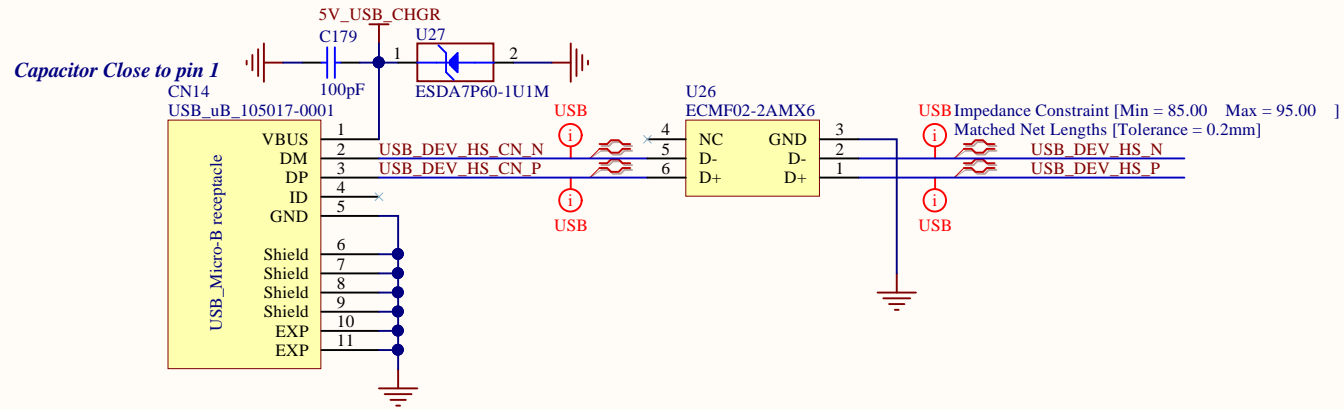 5V_USB_CHGR
C179
U27
1
2
Capacitor Close to pin 1
100pF
ESDA7P60-1U1M
CN14
USB_uB_105017-0001
USB_Micro-B receptacle
VBUS 1
DM 2
DP 3
ID 4
GND 5
Shield 6
Shield 7
Shield 8
Shield 9
EXP 10
EXP 11
USB_DEV_HS_CN_N
USB_DEV_HS_CN_P
USB
i
i
USB
U26
ECMF02-2AMX6
4 NC GND 3
5 D- D- 2
6 D+ D+ 1
USB
i
i
USB
Impedance Constraint [Min = 85.00 Max = 95.00 ]
Matched Net Lengths [Tolerance = 0.2mm]
USB_DEV_HS_N
USB_DEV_HS_P